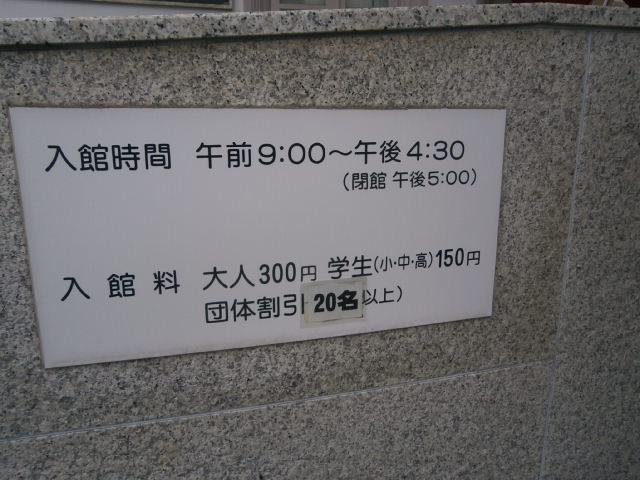 入館時間 午前9:00～午後4:30
(閉館 午後5:00)
入館料 大人300円 学生(小・中・高)150円
団体割引 20名以上)